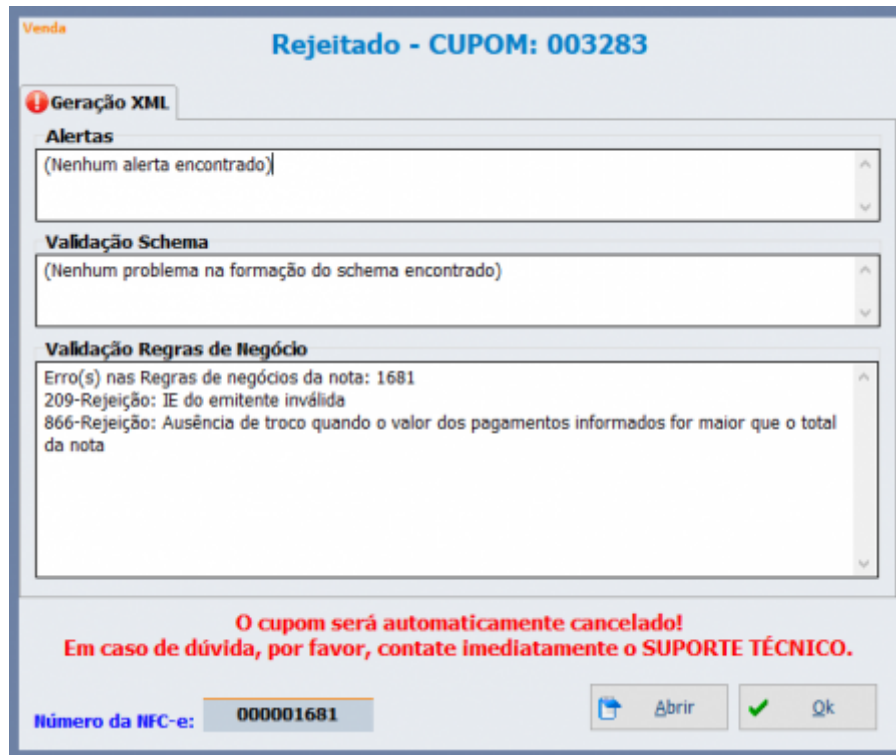 Venda
Rejeitado - CUPOM: 003283
Geração XML
Alertas
(Nenhum alerta encontrado)
Validação Schema
(Nenhum problema na formação do schema encontrado)
Validação Regras de Negócio
Erro(s) nas Regras de negócios da nota: 1681
209-Rejeição: IE do emitente inválida
866-Rejeição: Ausência de troco quando o valor dos pagamentos informados for maior que o total
da nota
O cupom será automaticamente cancelado!
Em caso de dúvida, por favor, contate imediatamente o SUPORTE TÉCNICO.
Número da NFC-e: 000001681 Abrir Ok